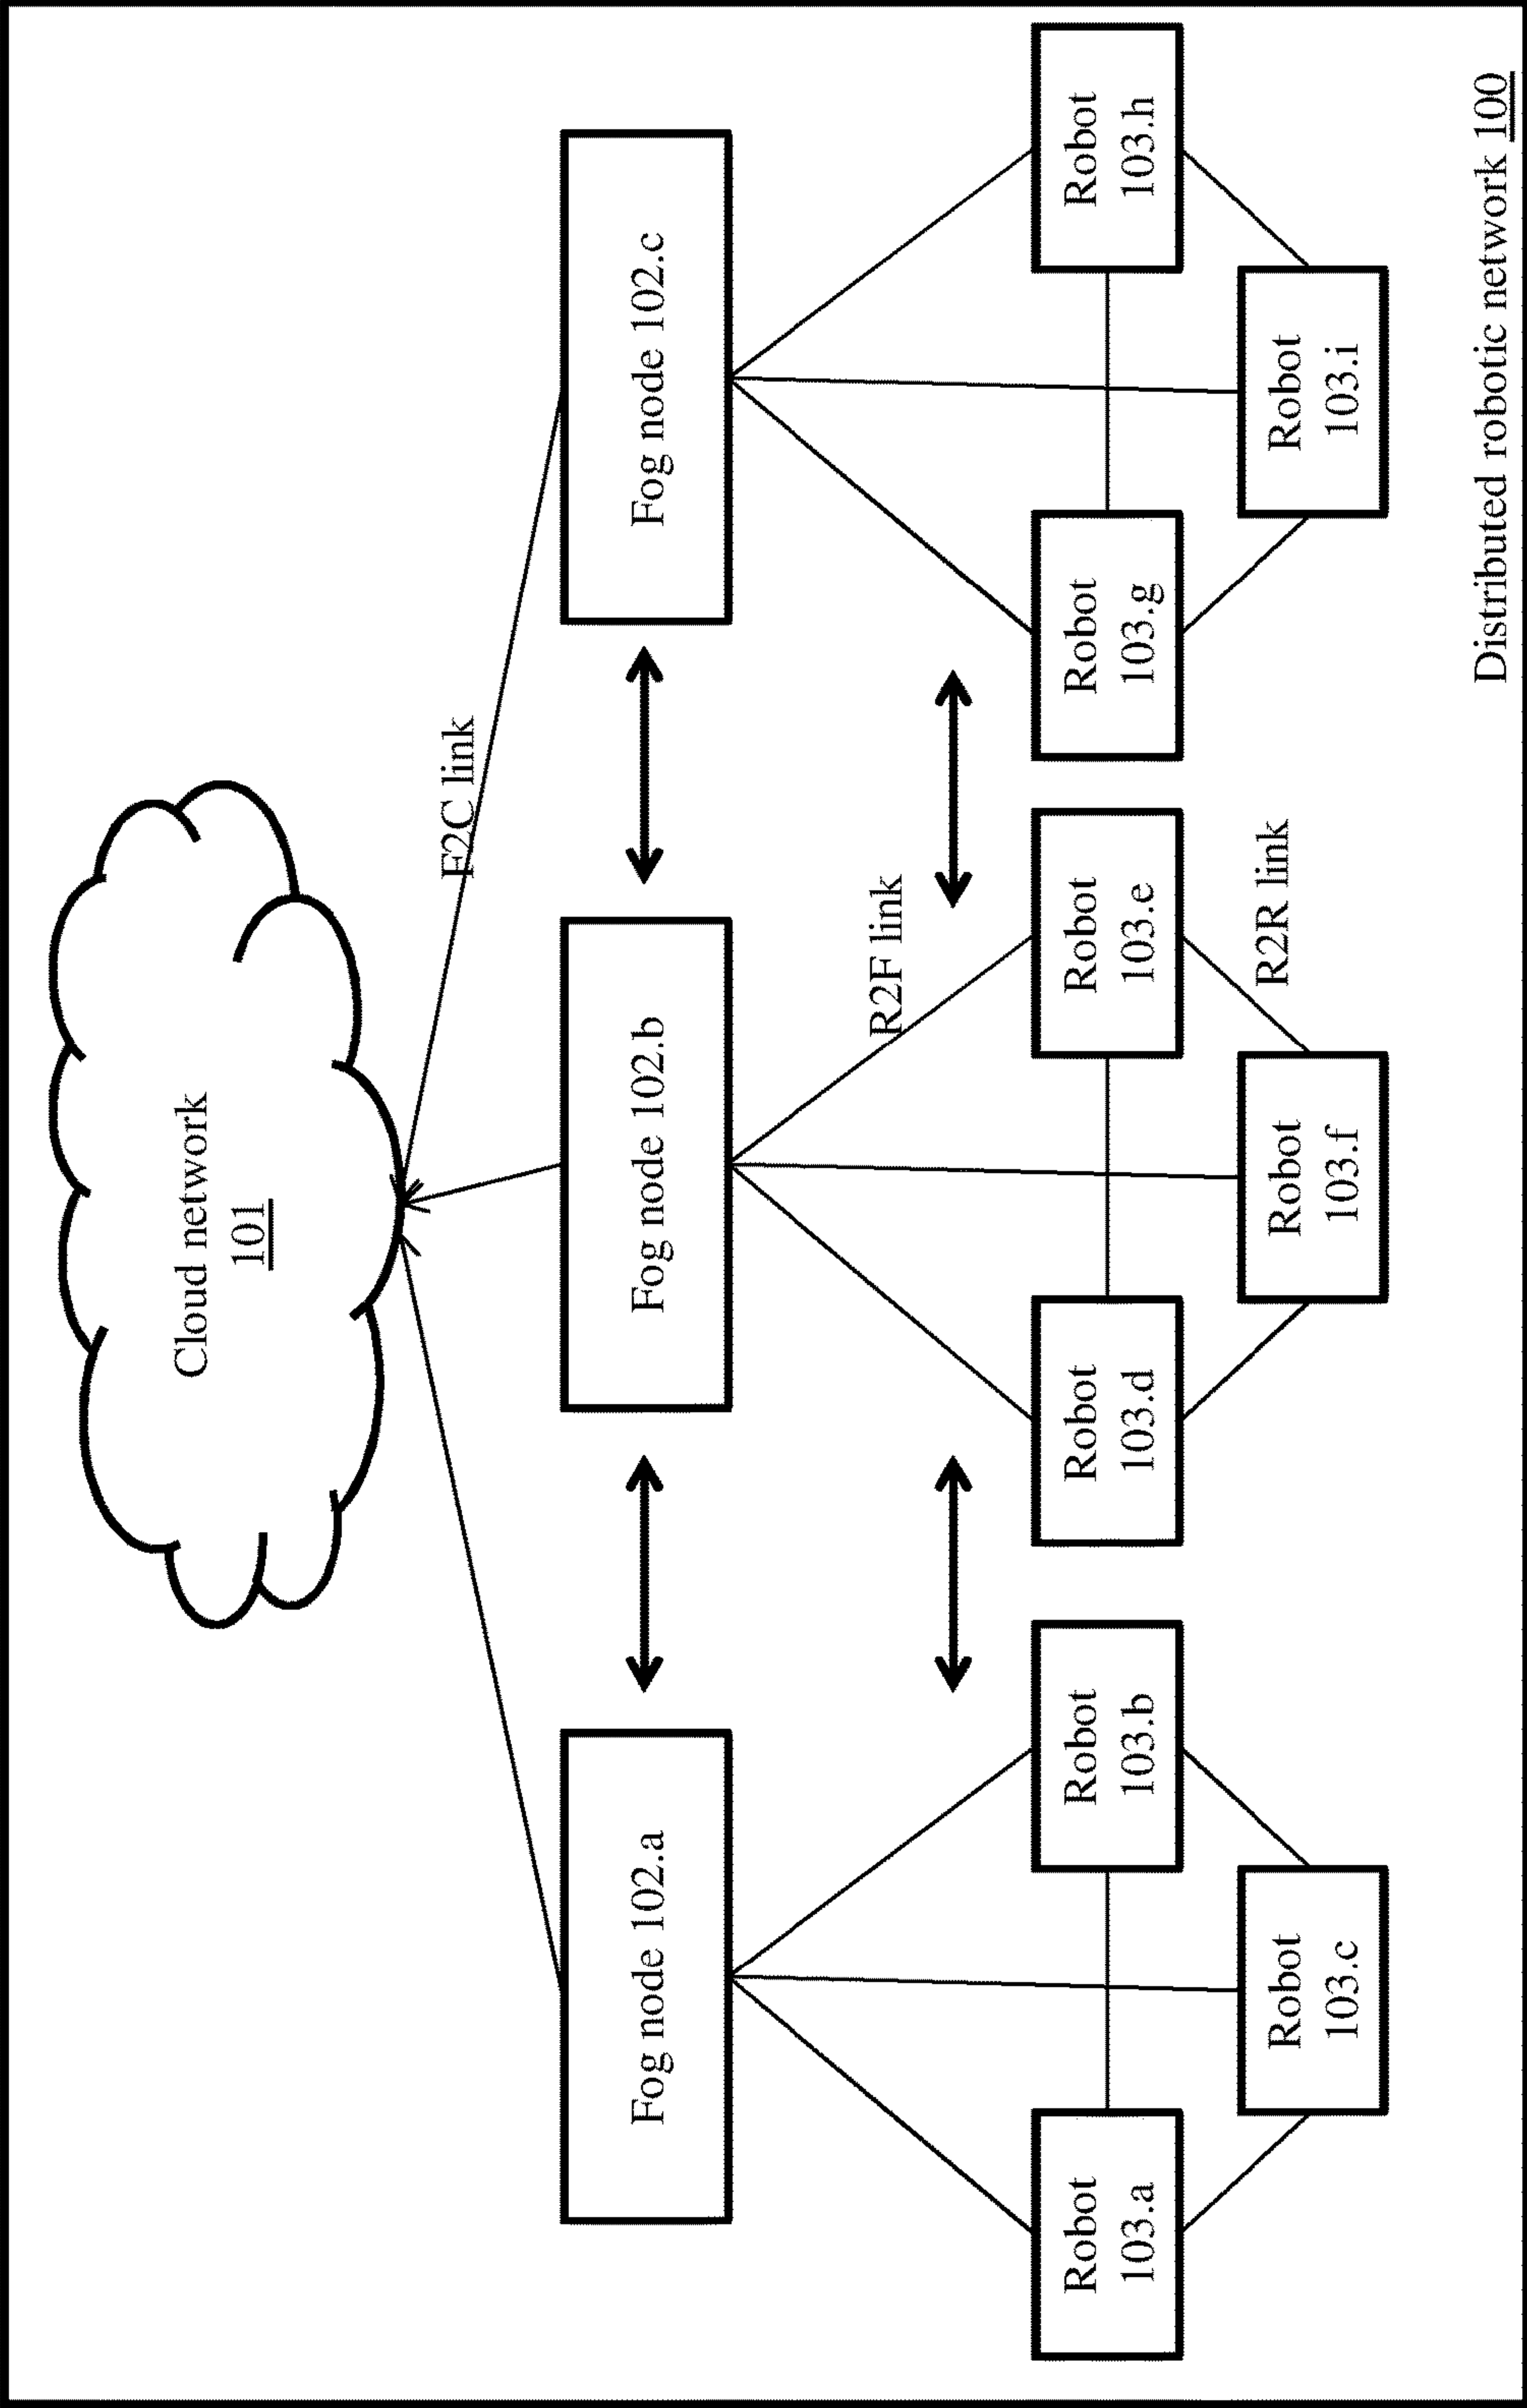 Cloud network
101
F2C link
Fog node 102.a
Fog node 102.b
Fog node 102.c
R2F link
Robot
103.a
Robot
103.b
Robot
103.d
Robot
103.e
Robot
103.g
Robot
103.h
R2R link
Robot
103.c
Robot
103.f
Robot
103.i
Distributed robotic network 100